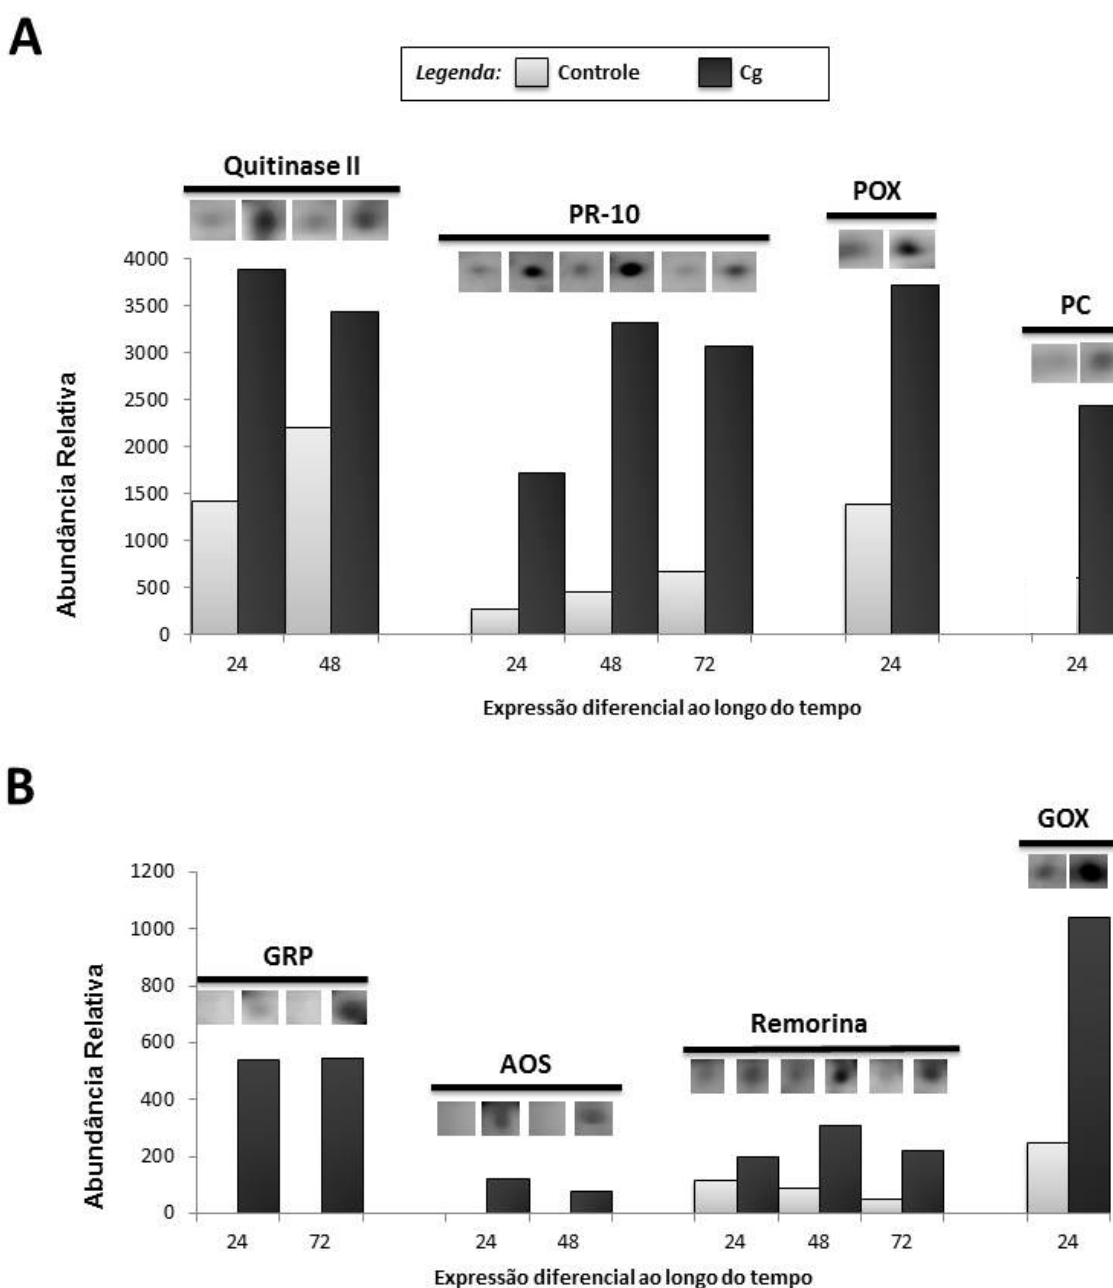 A
Legenda: Controle Cg
Quitinase II
PR-10
POX
PC
4000
3500
3000
2500
2000
1500
1000
500
0
Abundância Relativa
24 48 24 48 72 24 24
Expressão diferencial ao longo do tempo
B
GOX
GRP
Remorina
AOS
1200
1000
800
600
400
200
0
Abundância Relativa
24 72 24 48 24 48 72 24
Expressão diferencial ao longo do tempo